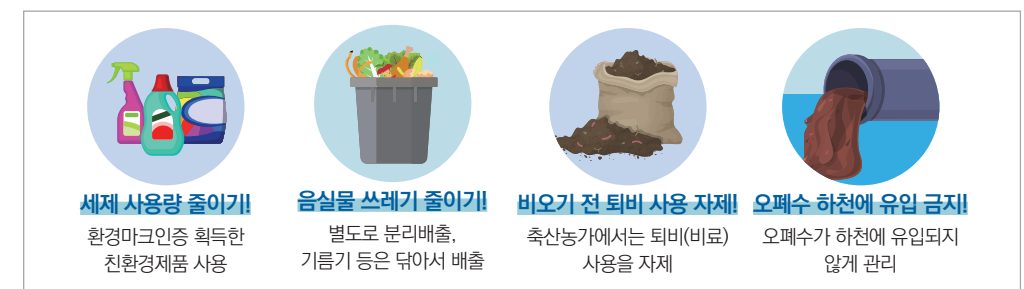 세제 사용량 줄이기!
환경마크인증 획득한
친환경제품 사용
음실물 쓰레기 줄이기!
별도로 분리배출,
기름기 등은 닦아서 배출
비오기 전 퇴비 사용 자제!
축산농가에서는 퇴비(비료)
사용을 자제
오폐수 하천에 유입 금지!
오폐수가 하천에 유입되지
않게 관리